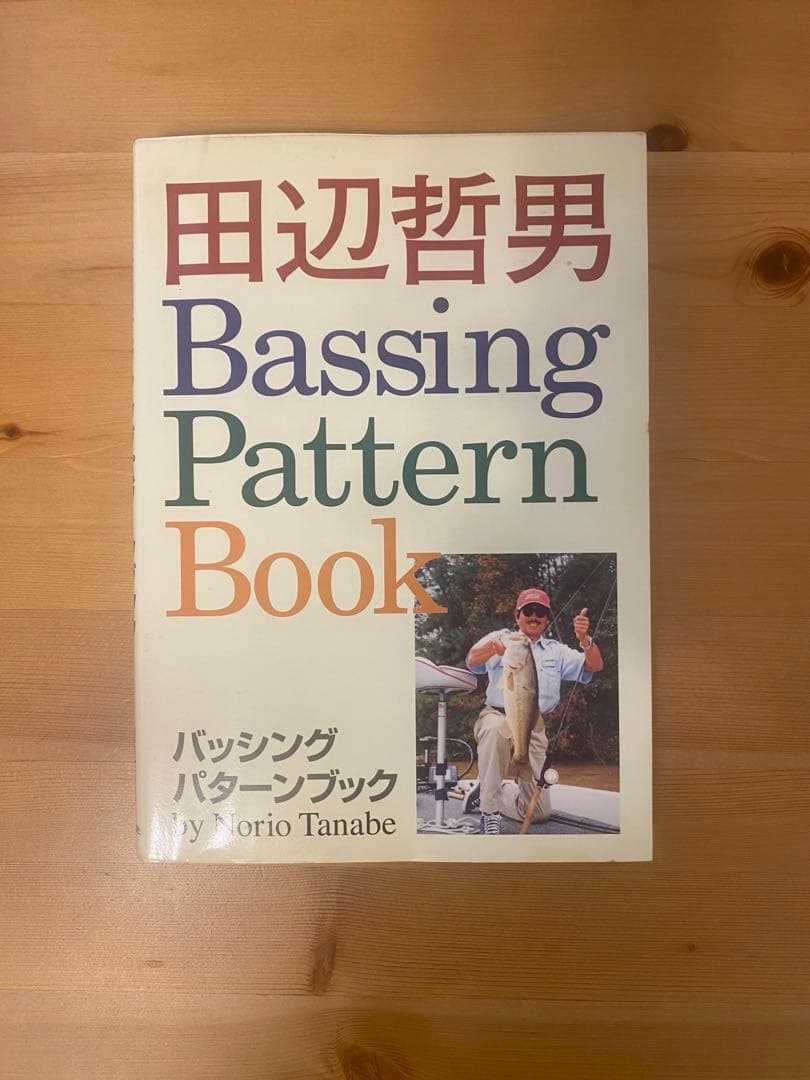 田辺哲男
Bassing
Pattern
Book
バッシング
パターンブック
by Norio Tanabe